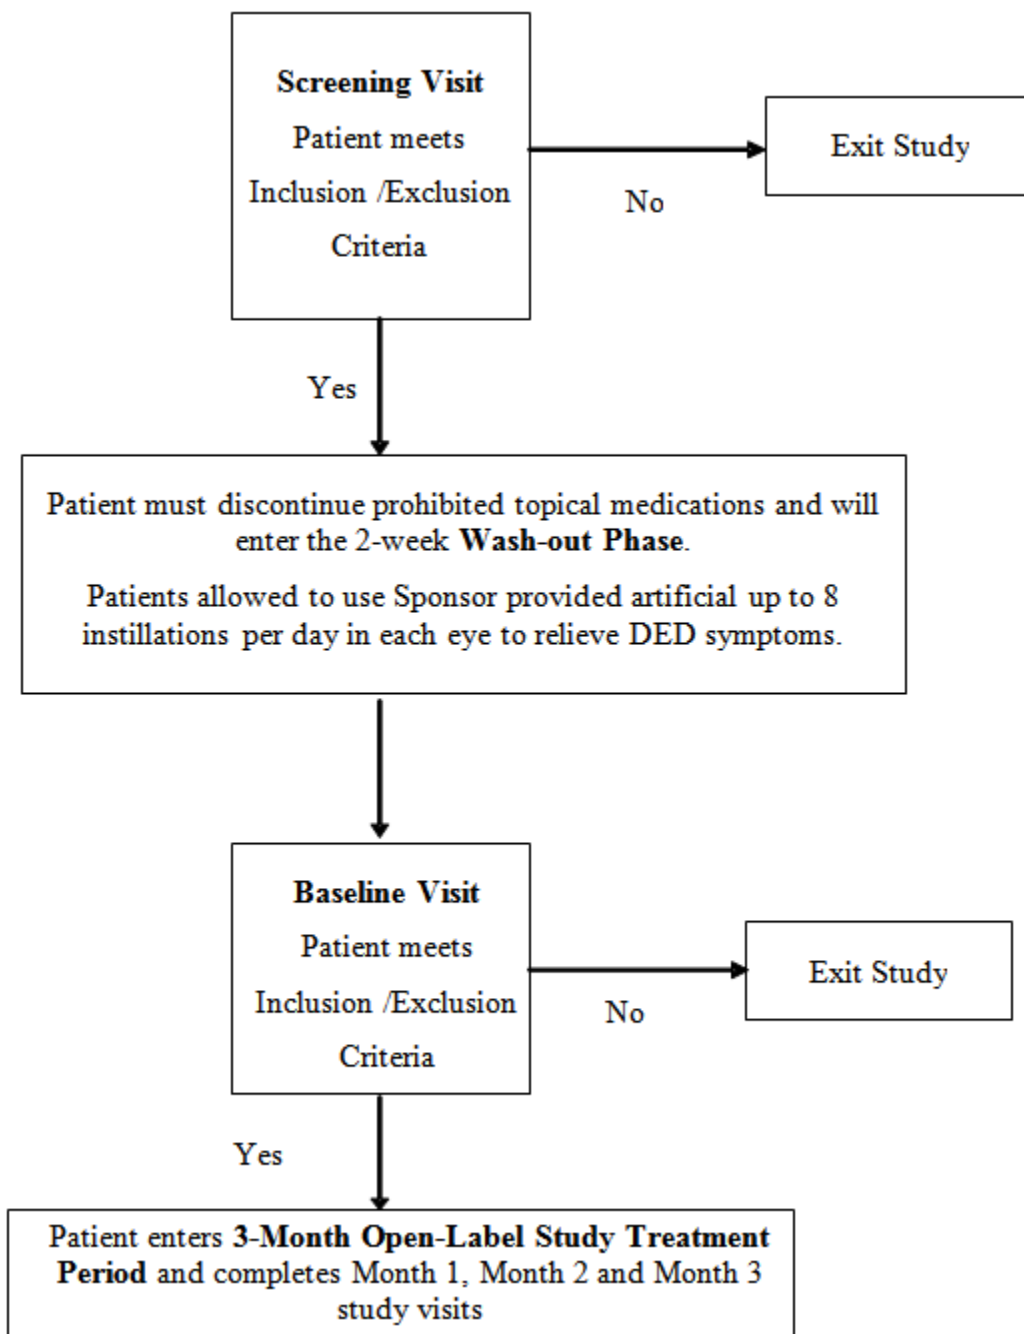 Screening Visit
Patient meets
Inclusion /Exclusion
Criteria
Exit Study
No
Yes
Patient must discontinue prohibited topical medications and will
enter the 2-week Wash-out Phase.
Patients allowed to use Sponsor provided artificial up to 8
instillations per day in each eye to relieve DED symptoms.
Baseline Visit
Patient meets
Inclusion /Exclusion
Criteria
Exit Study
No
Yes
Patient enters 3-Month Open-Label Study Treatment
Period and completes Month 1, Month 2 and Month 3
study visits